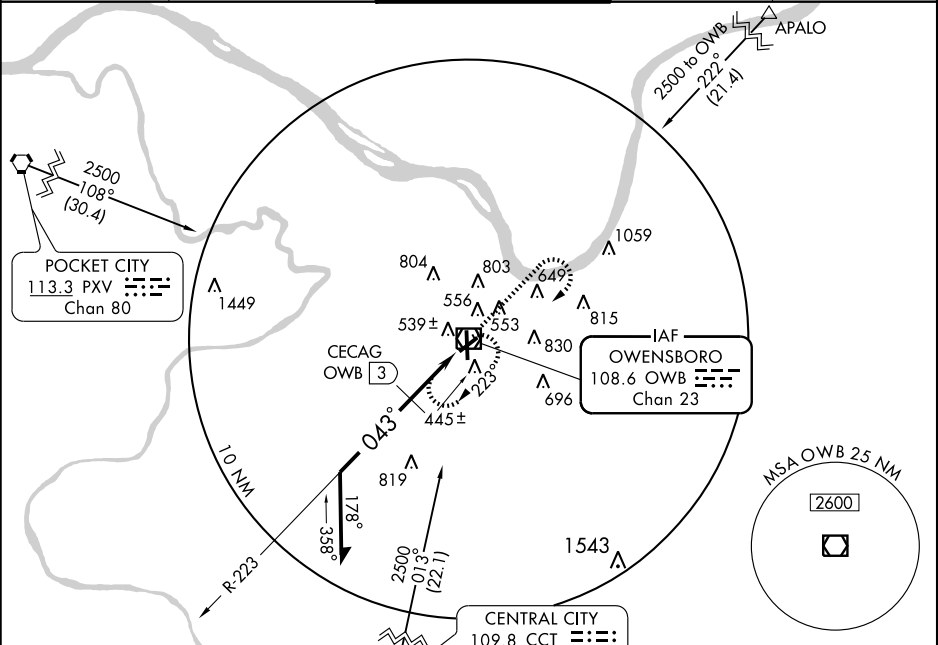 APALO
2500 to OWB
222°
(21.4)
2500
108°
(30.4)
POCKET CITY
113.3 PXV
Chan 80
1449
804
803
1059
649
556
553
815
539 ±
830
IAF
OWENSBORO
108.6 OWB
Chan 23
CECAG
OWB 3
223°
696
445 ±
043°
819
10 NM
178°
358°
R-223
2500
013°
(22.1)
1543
MSA OWB 25 NM
2600
CENTRAL CITY
109.8 CCT